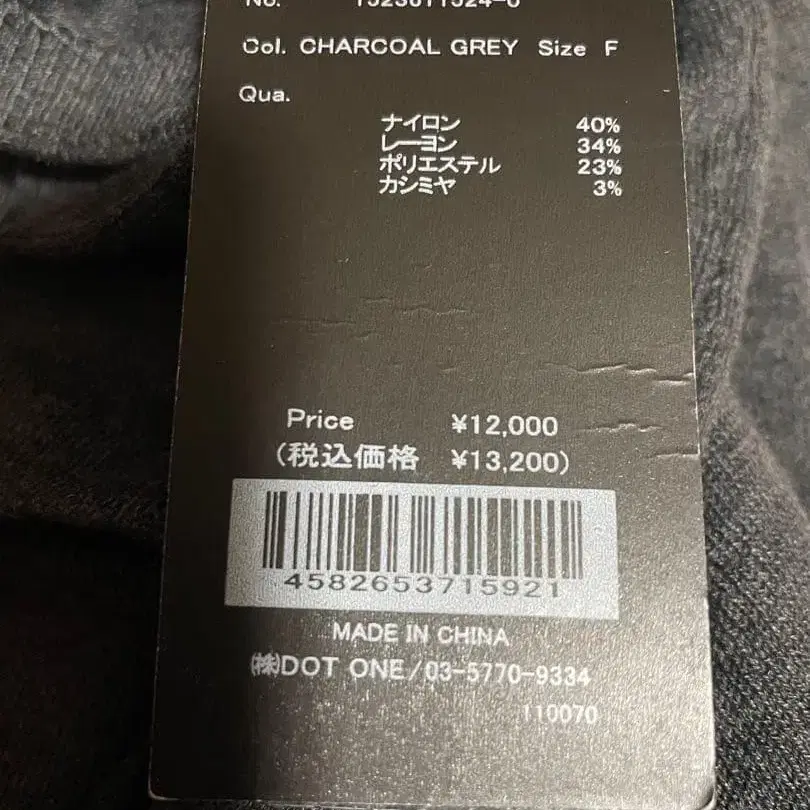 No.
Col. CHARCOAL GREY Size F
Qua.
ナイロン 40%
レーヨン 34%
ポリエステル 23%
カシミヤ 3%
Price ¥12,000
(税込価格 ¥13,200)
4582653715921
MADE IN CHINA
㈱DOT ONE/03-5770-9334
110070